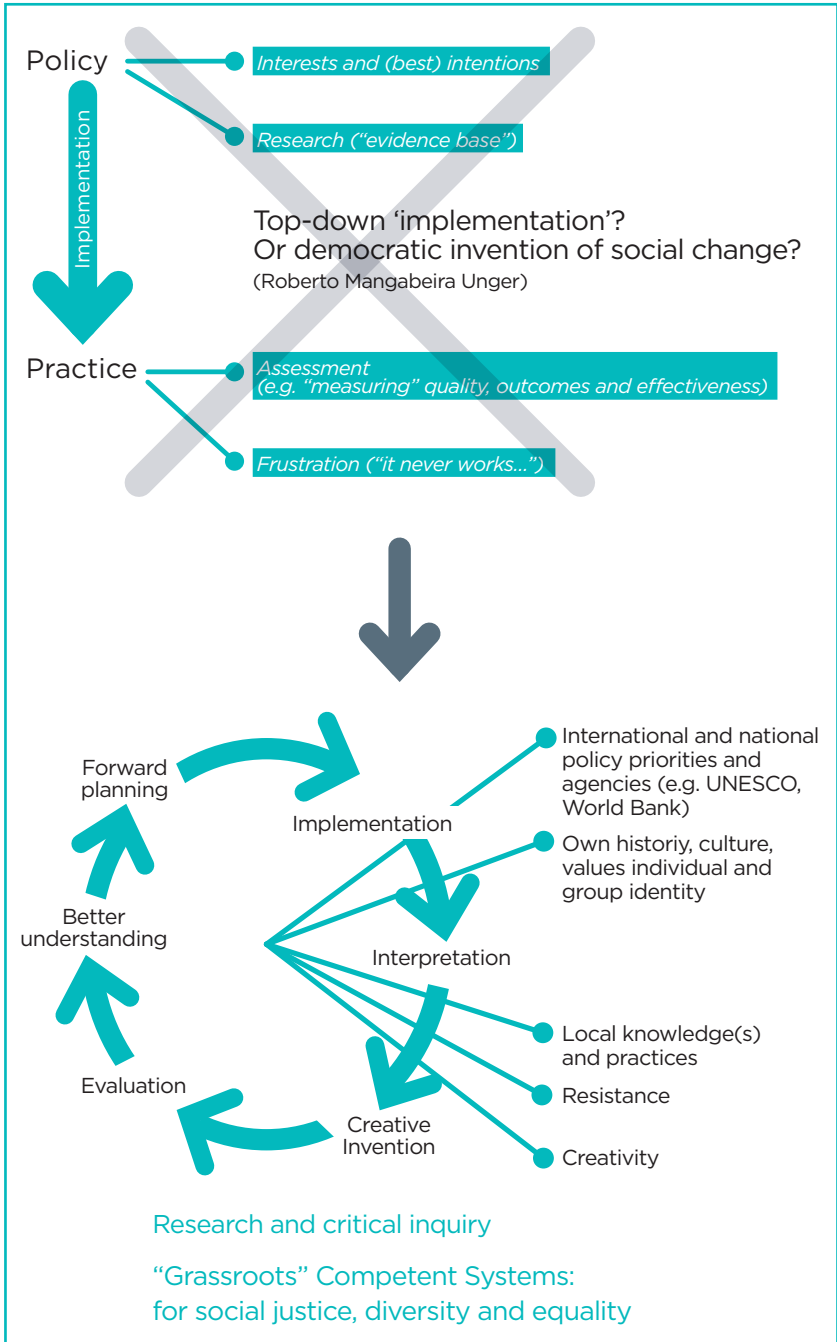 Policy
Interests and (best) intentions
Implementation
Research (“evidence base”)
Top-down ‘implementation’?
Or democratic invention of social change?
(Roberto Mangabeira Unger)
Practice
Assessment
(e.g. “measuring” quality, outcomes and effectiveness)
Frustration (“it never works...”)
Forward
planning
Implementation
Interpretation
Creative
Invention
Evaluation
Better
understanding
International and national
policy priorities and
agencies (e.g. UNESCO,
World Bank)
Own historiy, culture,
values individual and
group identity
Local knowledge(s)
and practices
Resistance
Creativity
Research and critical inquiry
“Grassroots” Competent Systems:
for social justice, diversity and equality